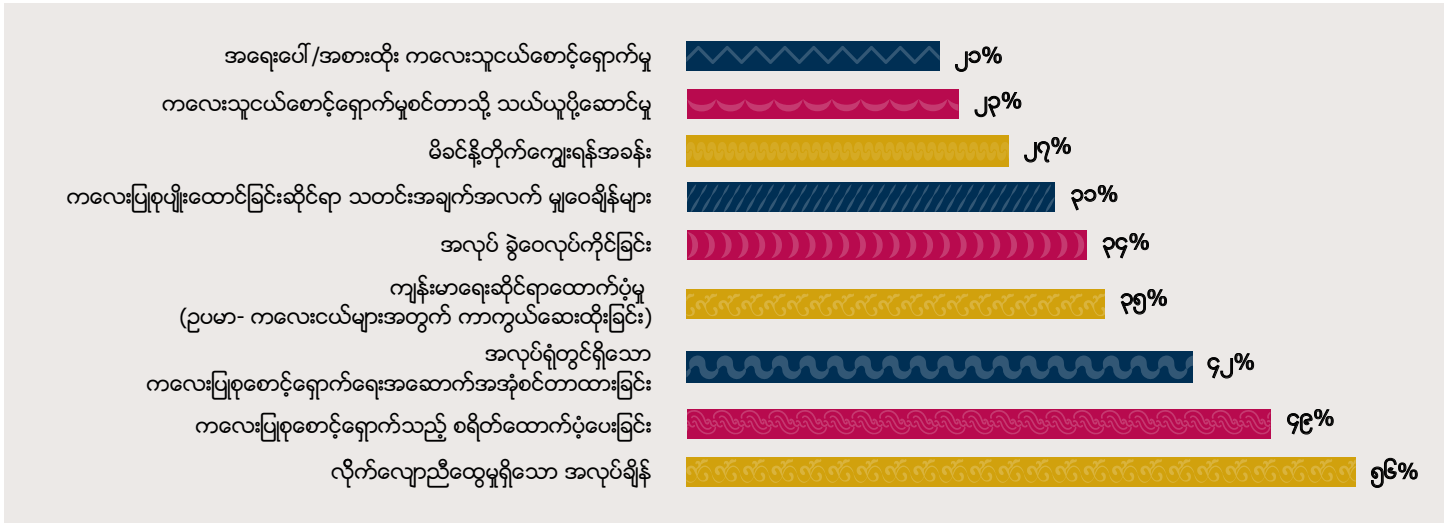 အရေးပေါ်/အစားထိုး ကလေးသူငယ်စောင့်ရှောက်မှု ၂၁%
ကလေးသူငယ်စောင့်ရှောက်မှုစင်တာသို့ သယ်ယူပို့ဆောင်မှု ၂၃%
မိခင်နို့တိုက်ကျွေးရန်အခန်း ၂၇%
ကလေးပြုစုပျိုးထောင်ခြင်းဆိုင်ရာ သတင်းအချက်အလက် မျှဝေချိန်များ ၃၁%
အလုပ် ခွဲဝေလုပ်ကိုင်ခြင်း ၃၄%
ကျန်းမာရေးဆိုင်ရာထောက်ပံ့မှု
(ဥပမာ- ကလေးငယ်များအတွက် ကာကွယ်ဆေးထိုးခြင်း) ၃၅%
အလုပ်ရုံတွင်ရှိသော
ကလေးပြုစုစောင့်ရှောက်ရေးအဆောက်အအုံစင်တာထားခြင်း ၄၂%
ကလေးပြုစုစောင့်ရှောက်သည့် စရိတ်ထောက်ပံ့ပေးခြင်း ၄၉%
လိုက်လျောညီထွေမှုရှိသော အလုပ်ချိန် ၅၆%